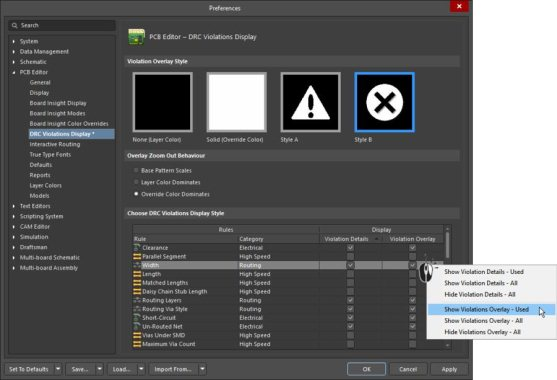 Preferences
Search
System
Data Management
Schematic
PCB Editor
General
Display
Board Insight Display
Board Insight Modes
Board Insight Color Overrides
DRC Violations Display *
Interactive Routing
True Type Fonts
Defaults
Reports
Layer Colors
Models
Text Editors
Scripting System
CAM Editor
Simulation
Draftsman
Multi-board Schematic
Multi-board Assembly
PCB Editor – DRC Violations Display
Violation Overlay Style
None (Layer Color) Solid (Override Color) Style A Style B
Overlay Zoom Out Behaviour
Base Pattern Scales
Layer Color Dominates
Override Color Dominates
Choose DRC Violations Display Style
Rules Display
Rule Category Violation Details Violation Overlay
Clearance Electrical
Parallel Segment High Speed
Width Routing
Length High Speed
Matched Lengths High Speed
Daisy Chain Stub Length High Speed
Routing Layers Routing
Routing Via Style Routing
Short-Circuit Electrical
Un-Routed Net Electrical
Vias Under SMD High Speed
Maximum Via Count High Speed
Show Violation Details - Used
Show Violation Details - All
Hide Violation Details - All
Show Violations Overlay - Used
Show Violations Overlay - All
Hide Violations Overlay - All
Set To Defaults Save... Load... Import From... OK Cancel Apply